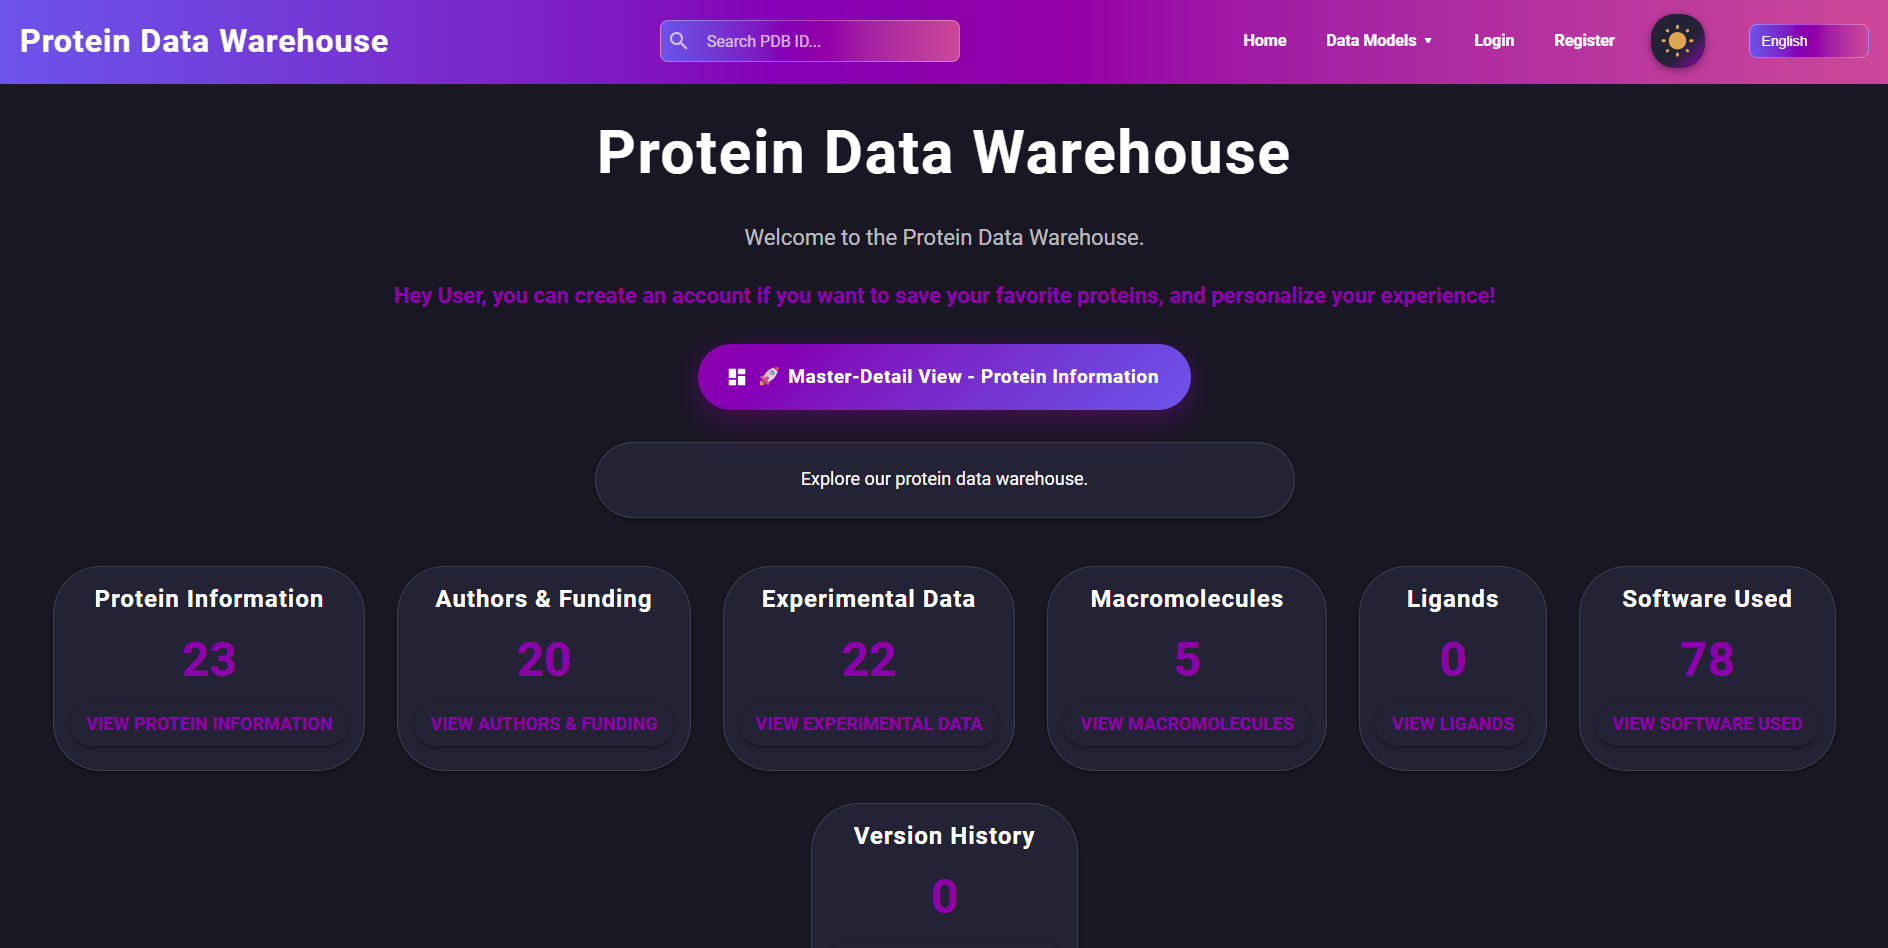 Protein Data Warehouse
Search PDB ID...
Home
Data Models
Login
Register
English
Protein Data Warehouse
Welcome to the Protein Data Warehouse.
Hey User, you can create an account if you want to save your favorite proteins, and personalize your experience!
🚀 Master-Detail View - Protein Information
Explore our protein data warehouse.
Protein Information
23
VIEW PROTEIN INFORMATION
Authors & Funding
20
VIEW AUTHORS & FUNDING
Experimental Data
22
VIEW EXPERIMENTAL DATA
Macromolecules
5
VIEW MACROMOLECULES
Ligands
0
VIEW LIGANDS
Software Used
78
VIEW SOFTWARE USED
Version History
0